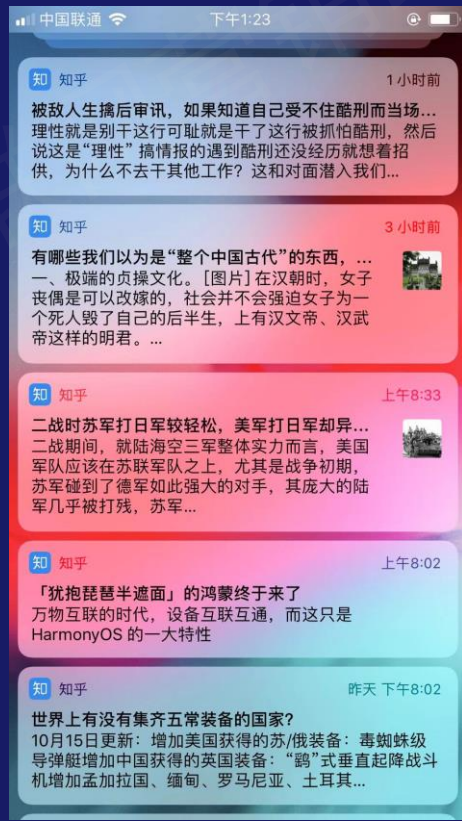 中国联通
下午1:23
知 知乎
1小时前
被敌人生擒后审讯，如果知道自己受不住酷刑而当场...
理性就是别干这行可耻就是干了这行被抓怕酷刑，然后
说这是“理性” 搞情报的遇到酷刑还没经历就想着招
供，为什么不去干其他工作？这和对面潜入我们...
知 知乎
3小时前
有哪些我们以为是“整个中国古代”的东西，...
一、极端的贞操文化。[图片] 在汉朝时，女子
丧偶是可以改嫁的，社会并不会强迫女子为一
个死人毁了自己的后半生，上有汉文帝、汉武
帝这样的明君。...
知 知乎
上午8:33
二战时苏军打日军较轻松，美军打日军却异...
二战期间，就陆海空三军整体实力而言，美国
军队应该在苏联军队之上，尤其是战争初期，
苏军碰到了德军如此强大的对手，其庞大的陆
军几乎被打残，苏军...
知 知乎
上午8:02
「犹抱琵琶半遮面」的鸿蒙终于来了
万物互联的时代，设备互联互通，而这只是
HarmonyOS 的一大特性
知 知乎
昨天 下午8:02
世界上有没有集齐五常装备的国家？
10月15日更新：增加美国获得的苏/俄装备：毒蜘蛛级
导弹艇增加中国获得的英国装备：“鹞”式垂直起降战斗
机增加孟加拉国、缅甸、罗马尼亚、土耳其...